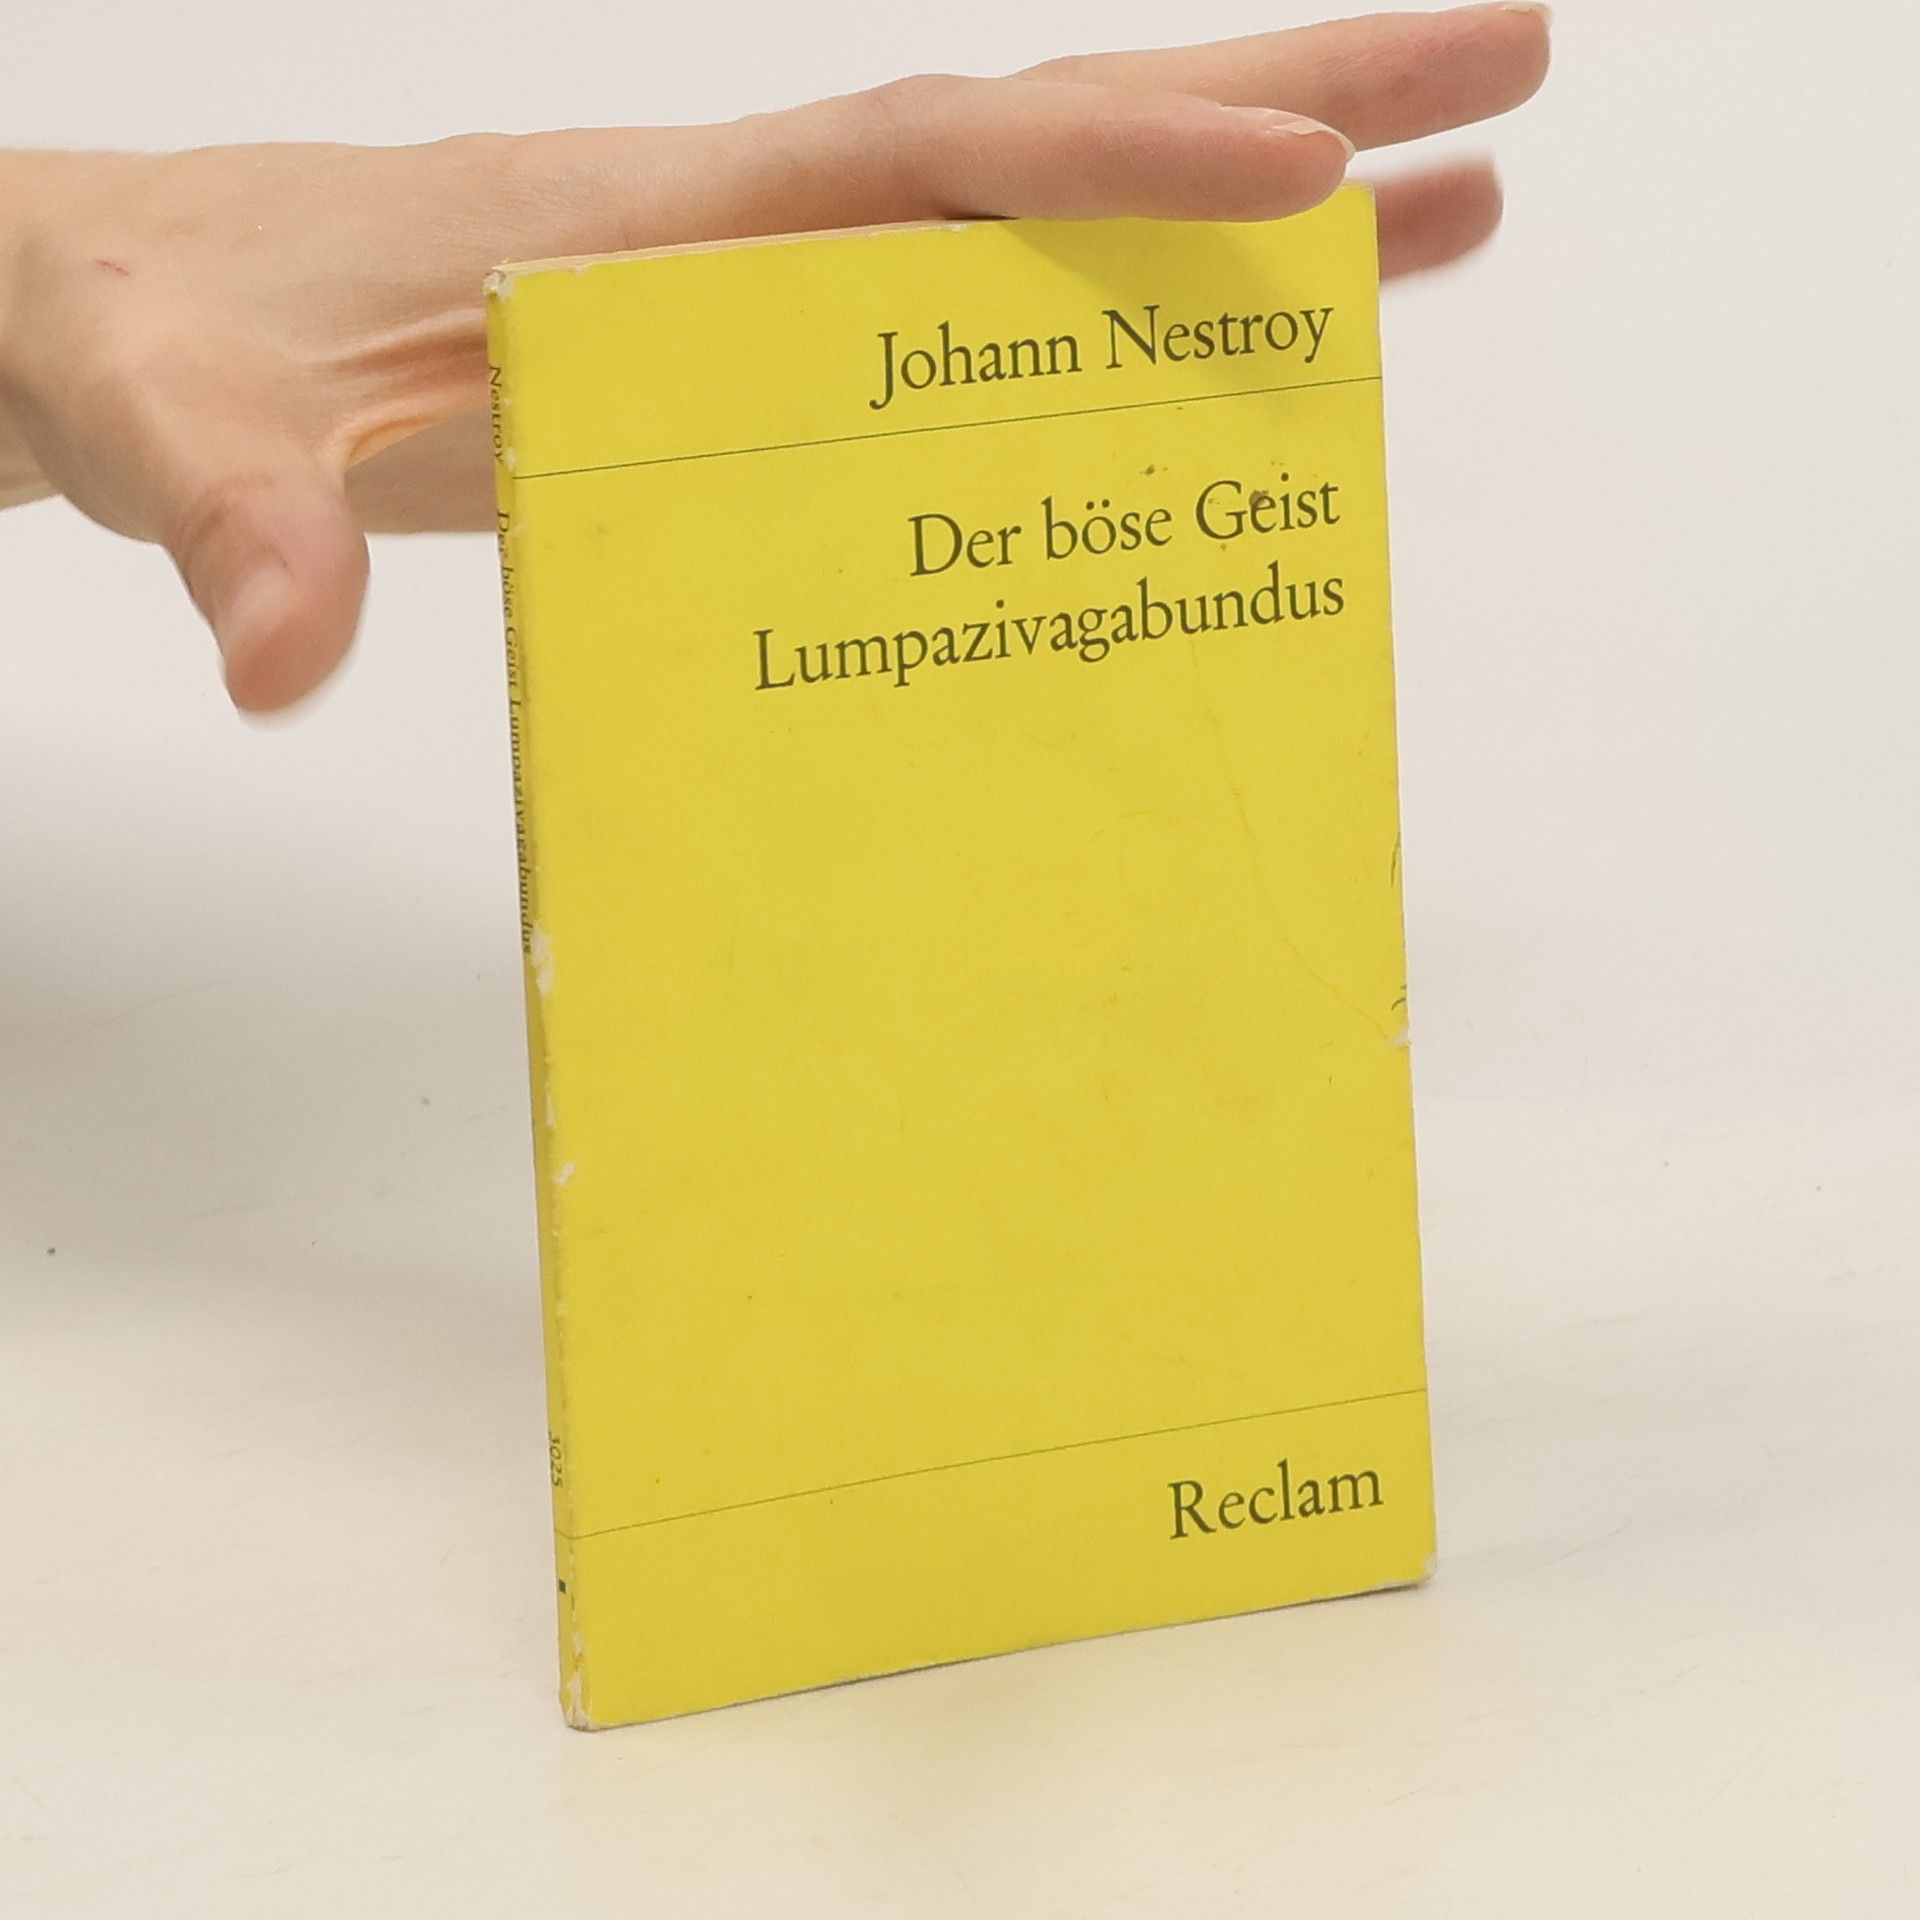 Johann Nestroy
Der böse Geist
Lumpazivagabundus
Reclam
Nestroy Der böse Geist Lumpazivagabundus
3025